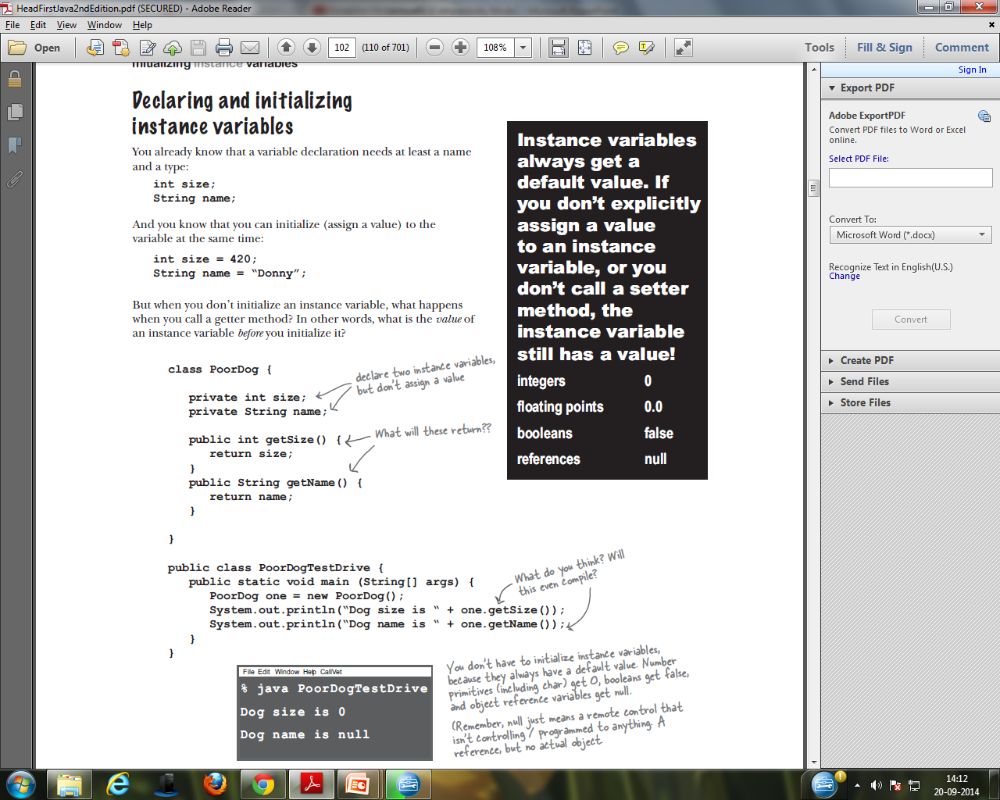 HeadFirstJava2ndEdition.pdf (SECURED) - Adobe Reader
File Edit View Window Help
Open
102 (110 of 701)
108%
Tools
Fill & Sign
Comment
Sign In
initializing instance variables
Declaring and initializing
instance variables
You already know that a variable declaration needs at least a name
and a type:
int size;
String name;
And you know that you can initialize (assign a value) to the
variable at the same time:
int size = 420;
String name = “Donny”;
But when you don’t initialize an instance variable, what happens
when you call a getter method? In other words, what is the value of
an instance variable before you initialize it?
class PoorDog {
declare two instance variables,
but don’t assign a value
private int size;
private String name;
What will these return??
public int getSize() {
return size;
}
public String getName() {
return name;
}
}
Instance variables
always get a
default value. If
you don’t explicitly
assign a value
to an instance
variable, or you
don’t call a setter
method, the
instance variable
still has a value!
integers 0
floating points 0.0
booleans false
references null
public class PoorDogTestDrive {
public static void main (String[] args) {
PoorDog one = new PoorDog();
System.out.println(“Dog size is “ + one.getSize());
System.out.println(“Dog name is “ + one.getName());
}
}
What do you think? Will
this even compile?
File Edit Window Help CallVet
% java PoorDogTestDrive
Dog size is 0
Dog name is null
You don’t have to initialize instance variables,
because they always have a default value. Number
primitives (including char) get 0, booleans get false,
and object reference variables get null.
(Remember, null just means a remote control that
isn’t controlling / programmed to anything. A
reference, but no actual object.
Export PDF
Adobe ExportPDF
Convert PDF files to Word or Excel
online.
Select PDF File:
Convert To:
Microsoft Word (*.docx)
Recognize Text in English(U.S.)
Change
Convert
Create PDF
Send Files
Store Files
14:12
20-09-2014